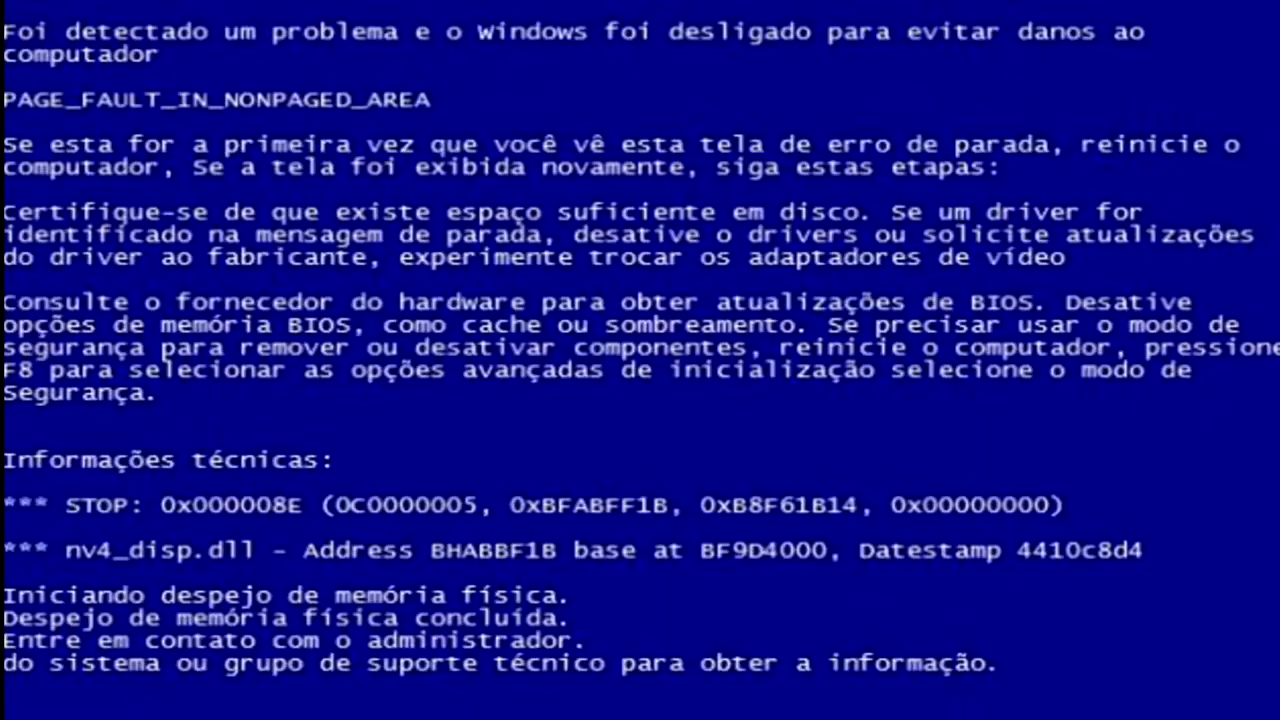 Foi detectado um problema e o Windows foi desligado para evitar danos ao
computador
PAGE_FAULT_IN_NONPAGED_AREA
Se esta for a primeira vez que você vê esta tela de erro de parada, reinicie o
computador, Se a tela foi exibida novamente, siga estas etapas:
Certifique-se de que existe espaço suficiente em disco. Se um driver for
identificado na mensagem de parada, desative o drivers ou solicite atualizações
do driver ao fabricante, experimente trocar os adaptadores de vídeo
Consulte o fornecedor do hardware para obter atualizações de BIOS. Desative
opções de memória BIOS, como cache ou sombreamento. Se precisar usar o modo de
segurança para remover ou desativar componentes, reinicie o computador, pressione
F8 para selecionar as opções avançadas de inicialização selecione o modo de
Segurança.
Informações técnicas:
*** STOP: 0x000008E (0C0000005, 0xBFABFF1B, 0xB8F61B14, 0x00000000)
*** nv4_disp.dll - Address BHABBF1B base at BF9D4000, Datestamp 4410c8d4
Iniciando despejo de memória física.
Despejo de memória física concluída.
Entre em contato com o administrador.
do sistema ou grupo de suporte técnico para obter a informação.